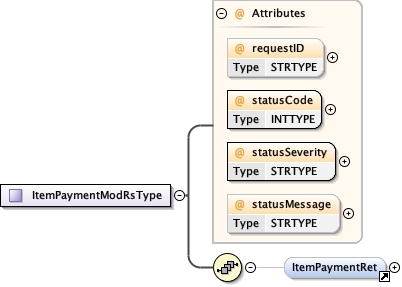 Attributes
@ requestID
Type STRTYPE
@ statusCode
Type INTTYPE
@ statusSeverity
Type STRTYPE
@ statusMessage
Type STRTYPE
ItemPaymentModRsType
ItemPaymentRet